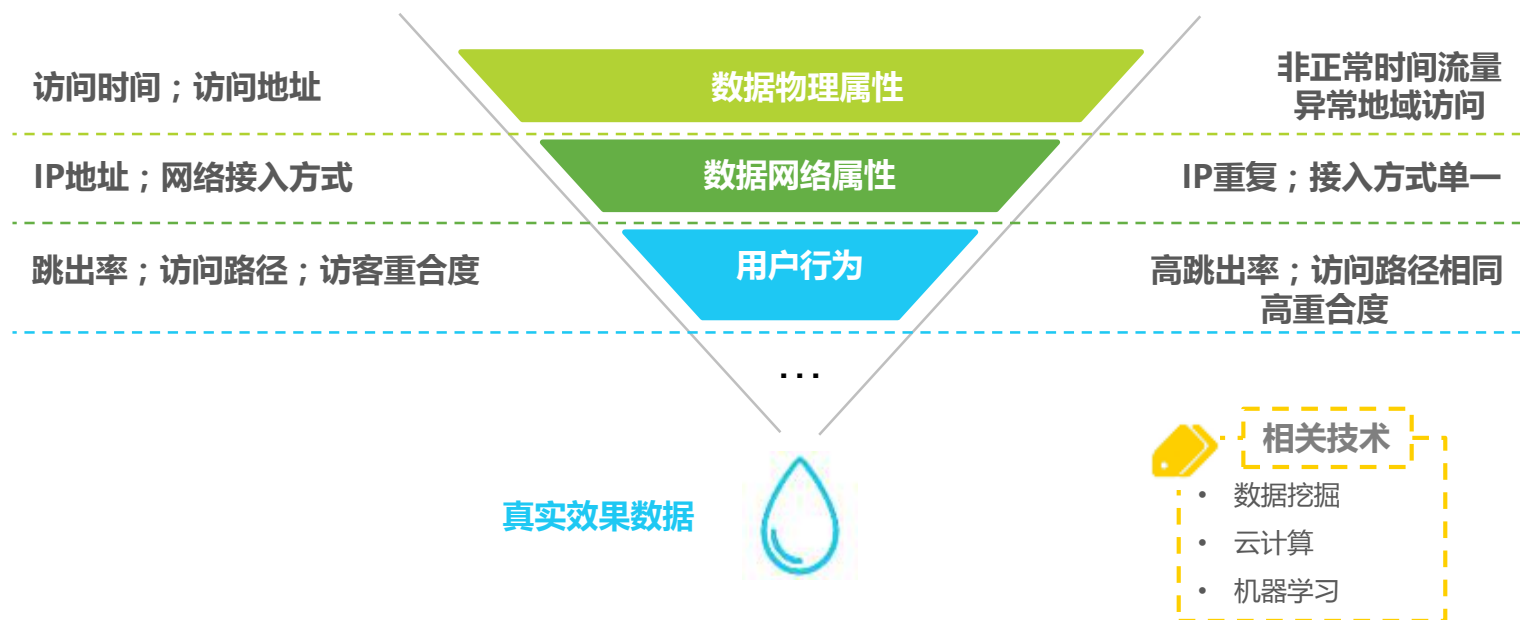 访问时间；访问地址
数据物理属性
非正常时间流量
异常地域访问
IP地址；网络接入方式
数据网络属性
IP重复；接入方式单一
跳出率；访问路径；访客重合度
用户行为
高跳出率；访问路径相同
高重合度
...
真实效果数据
相关技术
• 数据挖掘
• 云计算
• 机器学习